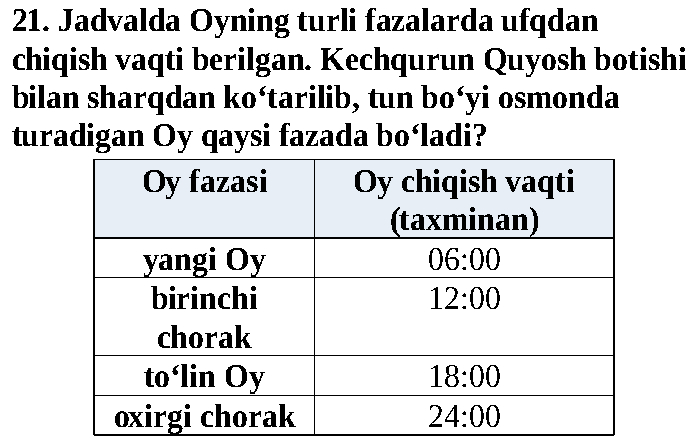 21. Jadvalda Oyning turli fazalarda ufqdan
chiqish vaqti berilgan. Kechqurun Quyosh botishi
bilan sharqdan ko‘tarilib, tun bo‘yi osmonda
turadigan Oy qaysi fazada bo‘ladi?
Oy fazasi Oy chiqish vaqti
(taxminan)
yangi Oy 06:00
birinchi 12:00
chorak
to‘lin Oy 18:00
oxirgi chorak 24:00